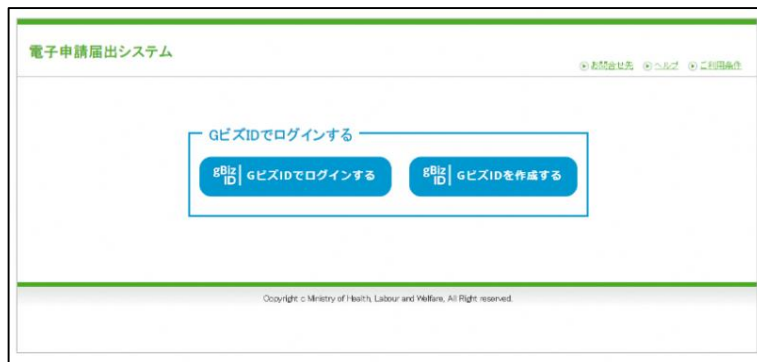 電子申請届出システム
お問合せ先 ヘルプ ご利用条件
GビズIDでログインする
gBiz ID GビズIDでログインする gBiz ID GビズIDを作成する
Copyright c Ministry of Health, Labour and Welfare, All Right reserved.